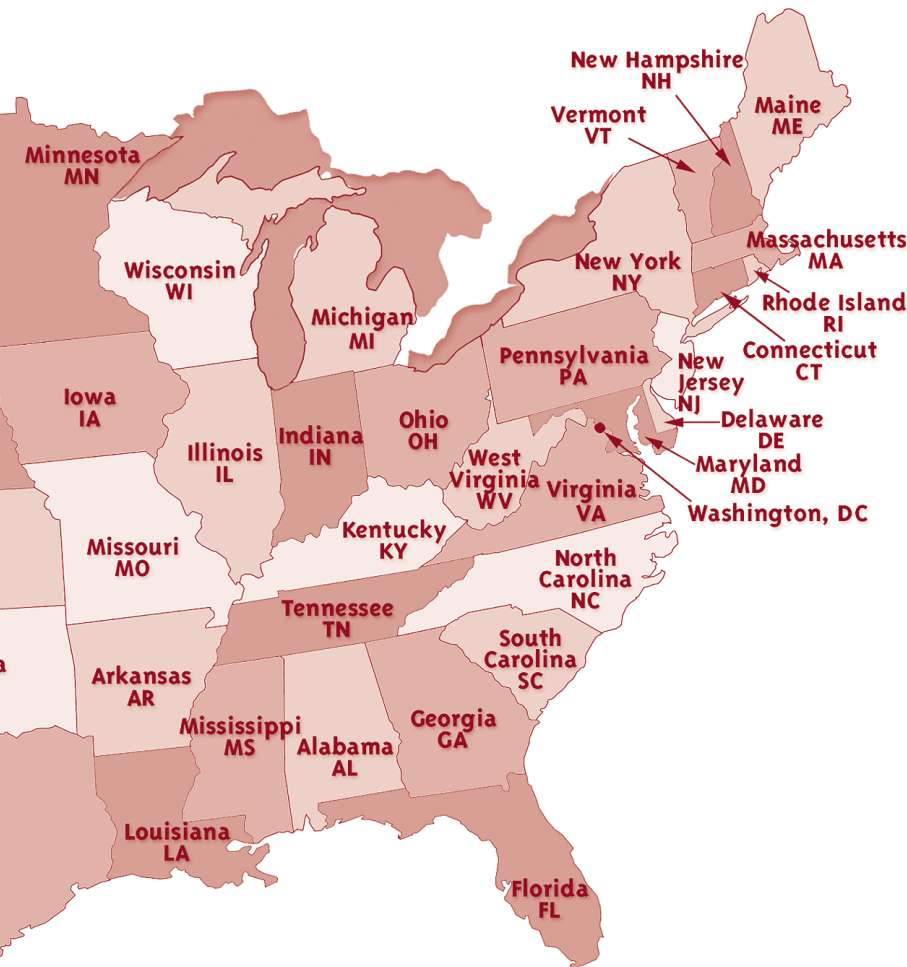 New Hampshire
NH
Maine
ME
Vermont
VT
Minnesota
MN
Massachusetts
MA
Wisconsin
WI
New York
NY
Rhode Island
RI
Michigan
MI
Connecticut
CT
Pennsylvania
PA
New
Jersey
NJ
Iowa
IA
Ohio
OH
Delaware
DE
Indiana
IN
Illinois
IL
West
Virginia
WV
Maryland
MD
Virginia
VA
Washington, DC
Kentucky
KY
Missouri
MO
North
Carolina
NC
Tennessee
TN
South
Carolina
SC
a
Arkansas
AR
Georgia
GA
Mississippi
MS
Alabama
AL
Louisiana
LA
Florida
FL